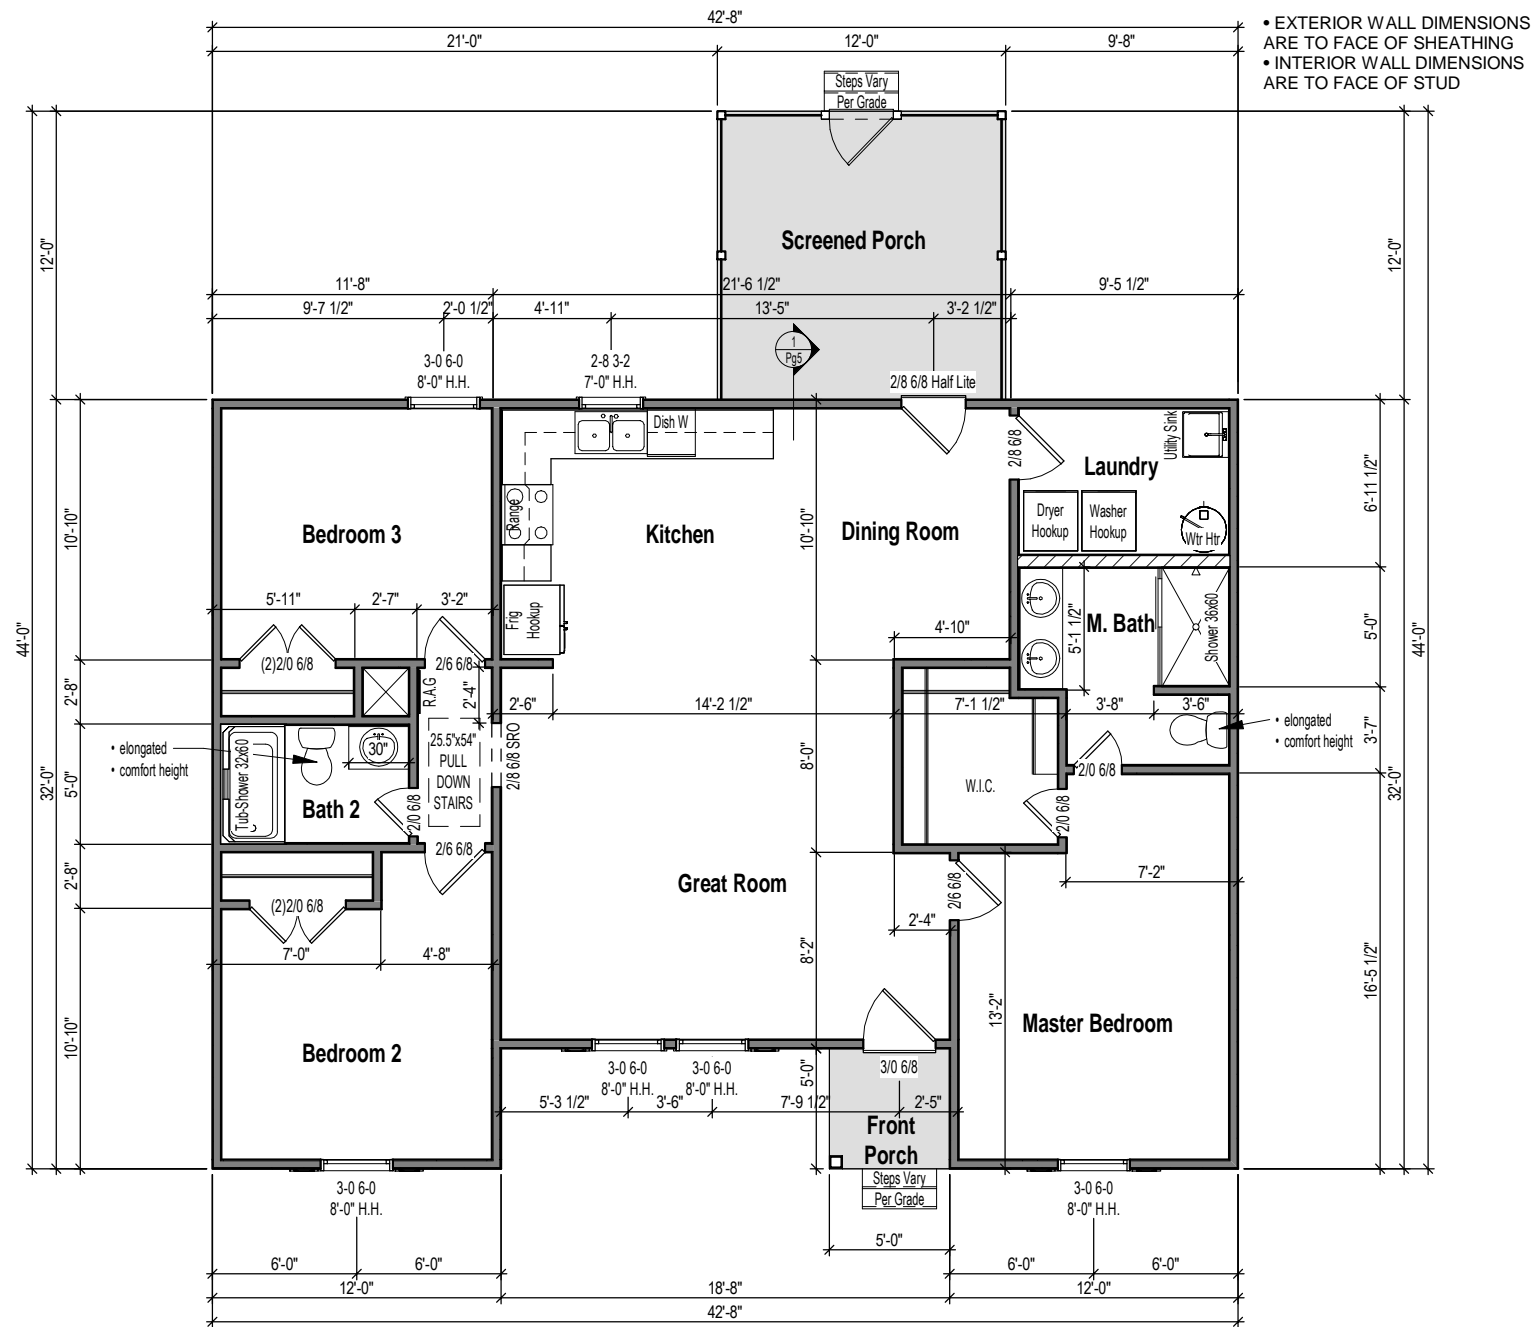 42'-8"
• EXTERIOR WALL DIMENSIONS
ARE TO FACE OF SHEATHING
• INTERIOR WALL DIMENSIONS
ARE TO FACE OF STUD
21'-0"
12'-0"
9'-8"
Steps Vary
Per Grade
12'-0"
Screened Porch
12'-0"
11'-8"
21'-6 1/2"
9'-5 1/2"
9'-7 1/2"
2'-0 1/2"
4'-11"
13'-5"
3'-2 1/2"
1
Pg5
3-0 6-0
8'-0" H.H.
2-8 3-2
7'-0" H.H.
2/8 6/8 Half Lite
Dish W
Utility Sink
2/8 6/8
Laundry
6'-11 1/2"
10'-10"
Bedroom 3
Range
Kitchen
10'-10"
Dining Room
Dryer
Hookup
Washer
Hookup
Wtr Htr
5'-11"
2'-7"
3'-2"
Frig
Hookup
4'-10"
5'-1 1/2"
M. Bath
Shower 36x60
5'-0"
44'-0"
44'-0"
(2)2/0 6/8
2/6 6/8
R.A.G
2'-4"
2'-8"
2'-6"
14'-2 1/2"
7'-1 1/2"
3'-8"
3'-6"
3'-7"
• elongated
• comfort height
• elongated
• comfort height
30"
25.5"x54"
PULL
DOWN
STAIRS
2/8 6/8 SRO
8'-0"
2/0 6/8
32'-0"
5'-0"
Tub-Shower 32x60
Bath 2
2/0 6/8
W.I.C.
2/0 6/8
32'-0"
2/6 6/8
2'-8"
(2)2/0 6/8
Great Room
2/6 6/8
7'-2"
2'-4"
7'-0"
4'-8"
8'-2"
16'-5 1/2"
10'-10"
Bedroom 2
13'-2"
Master Bedroom
3-0 6-0
8'-0" H.H.
3-0 6-0
8'-0" H.H.
5'-0"
3/0 6/8
5'-3 1/2"
3'-6"
7'-9 1/2"
2'-5"
Front
Porch
Steps Vary
Per Grade
3-0 6-0
8'-0" H.H.
3-0 6-0
8'-0" H.H.
5'-0"
6'-0"
6'-0"
6'-0"
6'-0"
12'-0"
18'-8"
12'-0"
42'-8"